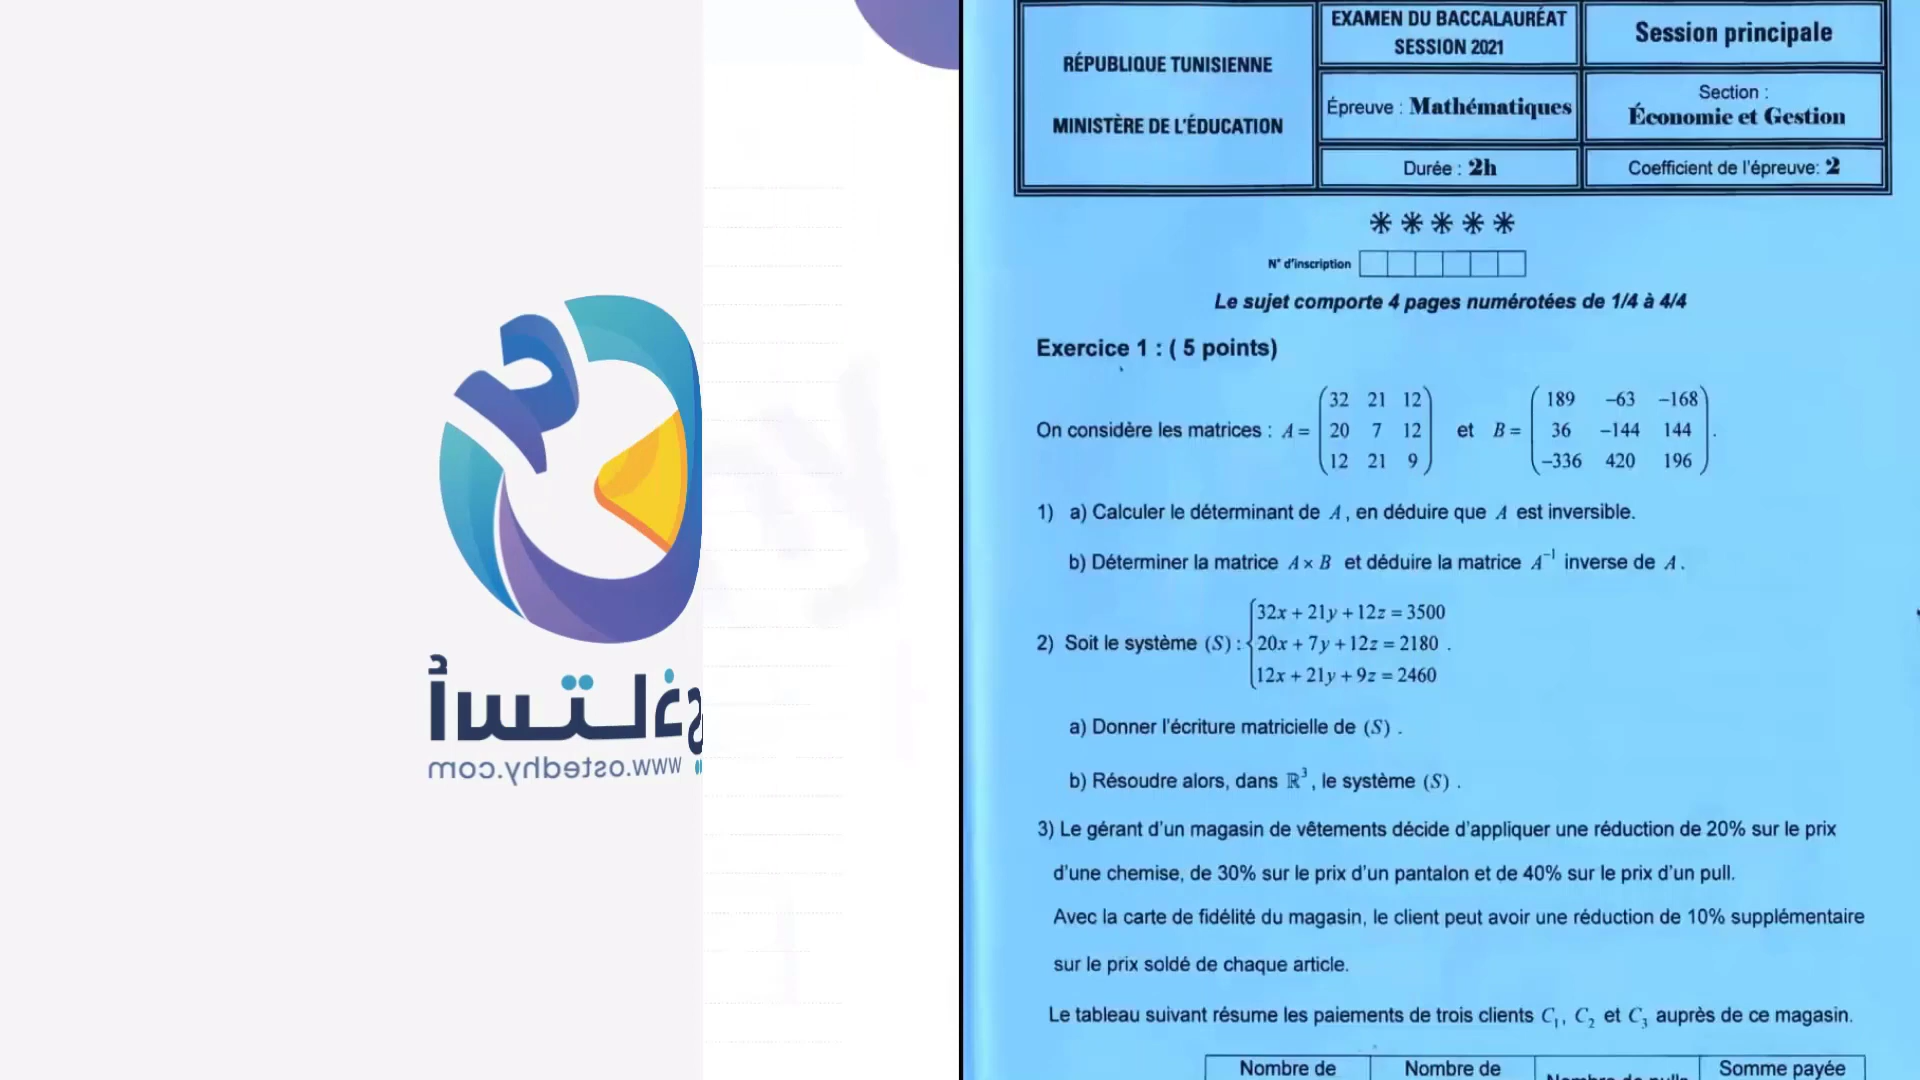 أستاذي
www.ostedhy.com
RÉPUBLIQUE TUNISIENNE
MINISTÈRE DE L'ÉDUCATION
EXAMEN DU BACCALAURÉAT
SESSION 2021
Session principale
Épreuve : Mathématiques
Section :
Économie et Gestion
Durée : 2h
Coefficient de l'épreuve: 2
✳ ✳ ✳ ✳ ✳
N° d'inscription
Le sujet comporte 4 pages numérotées de 1/4 à 4/4
Exercice 1 : ( 5 points)
On considère les matrices : A = (32 21 12
20 7 12
12 21 9) et B = (189 –63 –168
36 –144 144
–336 420 196).
1) a) Calculer le déterminant de A, en déduire que A est inversible.
b) Déterminer la matrice A × B et déduire la matrice A⁻¹ inverse de A.
2) Soit le système (S) : {32x + 21y + 12z = 3500
20x + 7y + 12z = 2180 .
12x + 21y + 9z = 2460
a) Donner l'écriture matricielle de (S) .
b) Résoudre alors, dans ℝ³, le système (S) .
3) Le gérant d'un magasin de vêtements décide d'appliquer une réduction de 20% sur le prix
d'une chemise, de 30% sur le prix d'un pantalon et de 40% sur le prix d'un pull.
Avec la carte de fidélité du magasin, le client peut avoir une réduction de 10% supplémentaire
sur le prix soldé de chaque article.
Le tableau suivant résume les paiements de trois clients C₁, C₂ et C₃ auprès de ce magasin.
Nombre de
Nombre de
Somme payée